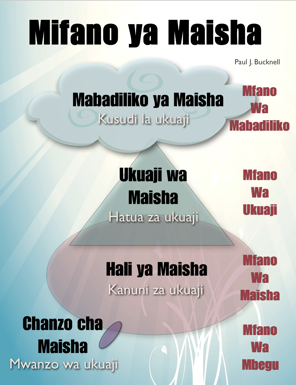 Mifano ya Maisha
Paul J. Bucknell
Mabadiliko ya Maisha
Kusudi la ukuaji
Mfano
Wa
Mabadiliko
Ukuaji wa
Maisha
Hatua za ukuaji
Mfano
Wa
Ukuaji
Hali ya Maisha
Kanuni za ukuaji
Mfano
Wa
Maisha
Chanzo cha
Maisha
Mwanzo wa ukuaji
Mfano
Wa
Mbegu